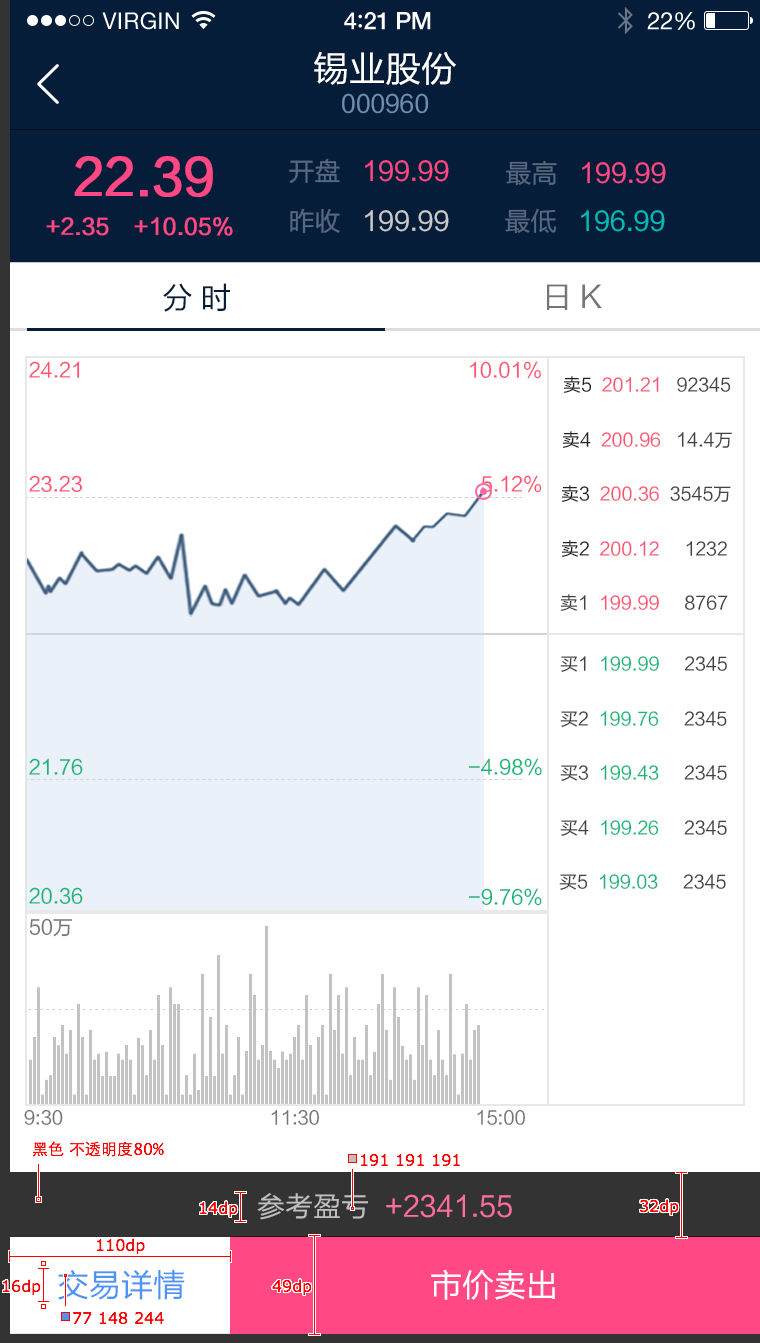 VIRGIN 4:21 PM 22%
锡业股份
000960
22.39 开盘 199.99 最高 199.99
+2.35 +10.05% 昨收 199.99 最低 196.99
分时 日K
24.21 10.01% 卖5 201.21 92345
卖4 200.96 14.4万
23.23 5.12% 卖3 200.36 3545万
卖2 200.12 1232
卖1 199.99 8767
买1 199.99 2345
买2 199.76 2345
21.76 -4.98% 买3 199.43 2345
买4 199.26 2345
20.36 -9.76% 买5 199.03 2345
50万
9:30 11:30 15:00
黑色 不透明度80% 191 191 191
14dp 参考盈亏 +2341.55 32dp
110dp
16dp 交易详情 49dp 市价卖出
77 148 244